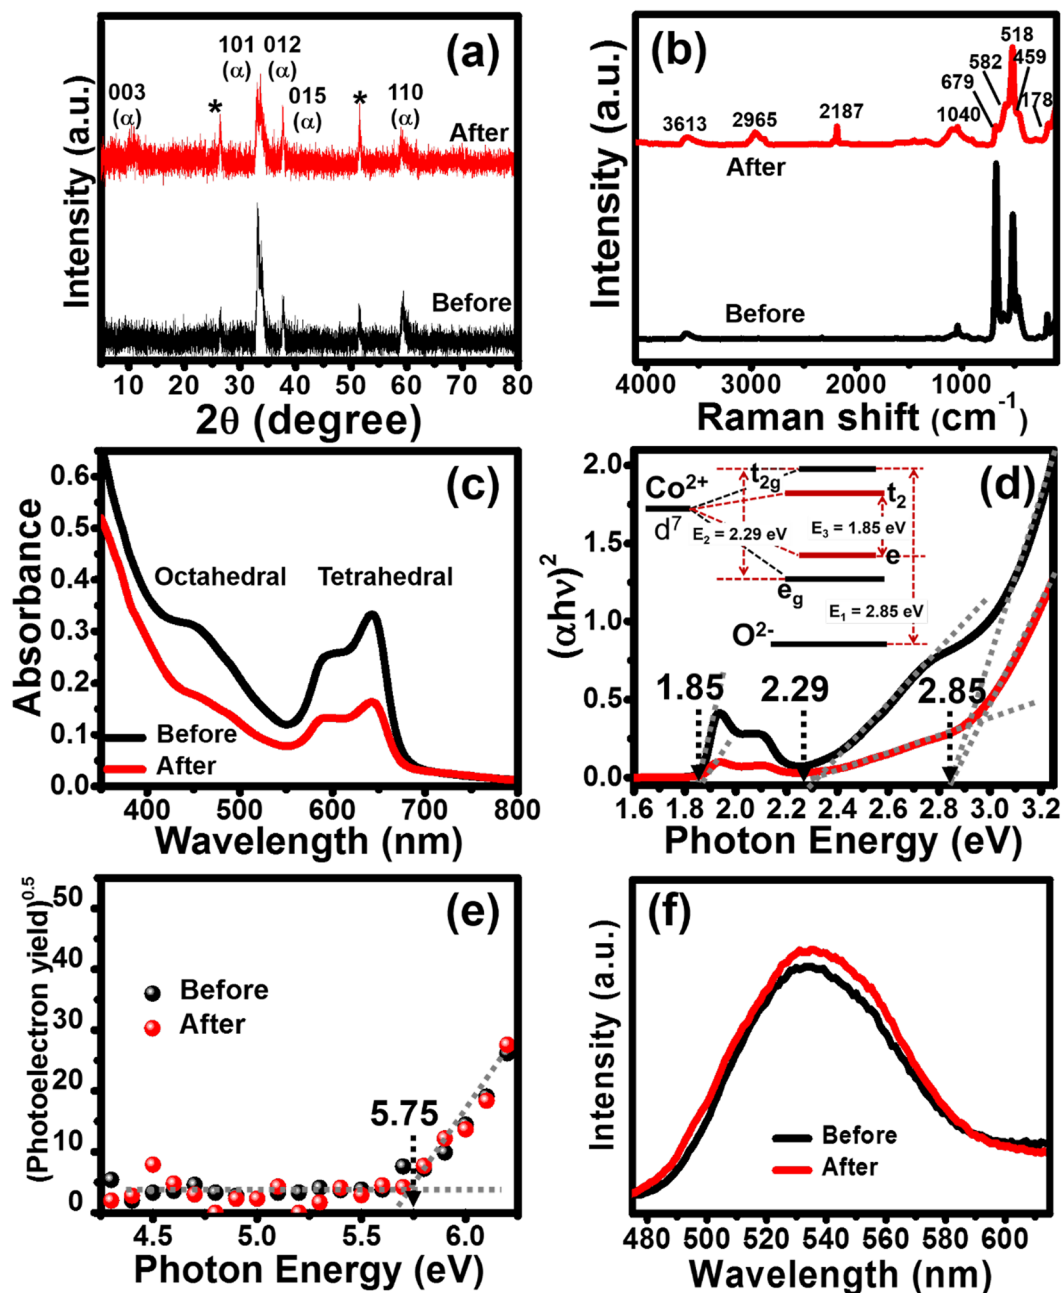 (a)
003
(α)
*
101
(α)
012
(α)
015
(α)
*
110
(α)
After
Before
Intensity (a.u.)
10 20 30 40 50 60 70 80
2θ (degree)
(b)
3613
2965
2187
1040
679
582
518
459
178
After
Before
Intensity (a.u.)
4000 3000 2000 1000
Raman shift (cm⁻¹)
(c)
0.6
0.5
0.4
0.3
0.2
0.1
0.0
Absorbance
Octahedral
Tetrahedral
Before
After
400 500 600 700 800
Wavelength (nm)
(d)
2.0
1.5
1.0
0.5
0.0
(αhν)²
Co²⁺
d⁷
t₂g
t₂
E₂ = 2.29 eV
E₃ = 1.85 eV
e
e_g
E₁ = 2.85 eV
O²⁻
1.85
2.29
2.85
1.6 1.8 2.0 2.2 2.4 2.6 2.8 3.0 3.2
Photon Energy (eV)
(e)
50
40
30
20
10
0
(Photoelectron yield)⁰·⁵
Before
After
5.75
4.5 5.0 5.5 6.0
Photon Energy (eV)
(f)
Intensity (a.u.)
Before
After
480 500 520 540 560 580 600
Wavelength (nm)